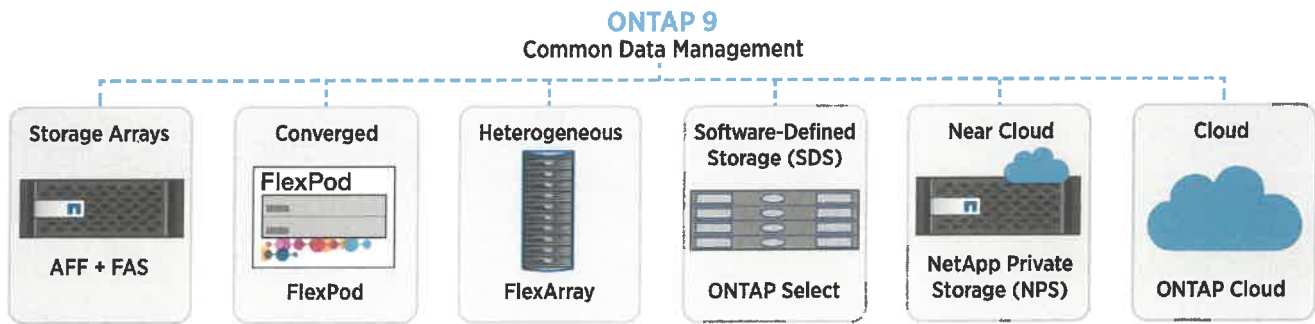 ONTAP 9
Common Data Management
Storage Arrays
AFF + FAS
Converged
FlexPod
FlexPod
Heterogeneous
FlexArray
Software-Defined
Storage (SDS)
ONTAP Select
Near Cloud
NetApp Private
Storage (NPS)
Cloud
ONTAP Cloud